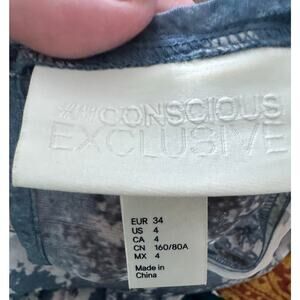 H&M CONSCIOUS
EXCLUSIVE
EUR 34
US 4
CA 4
CN 160/80A
MX 4
Made in
China